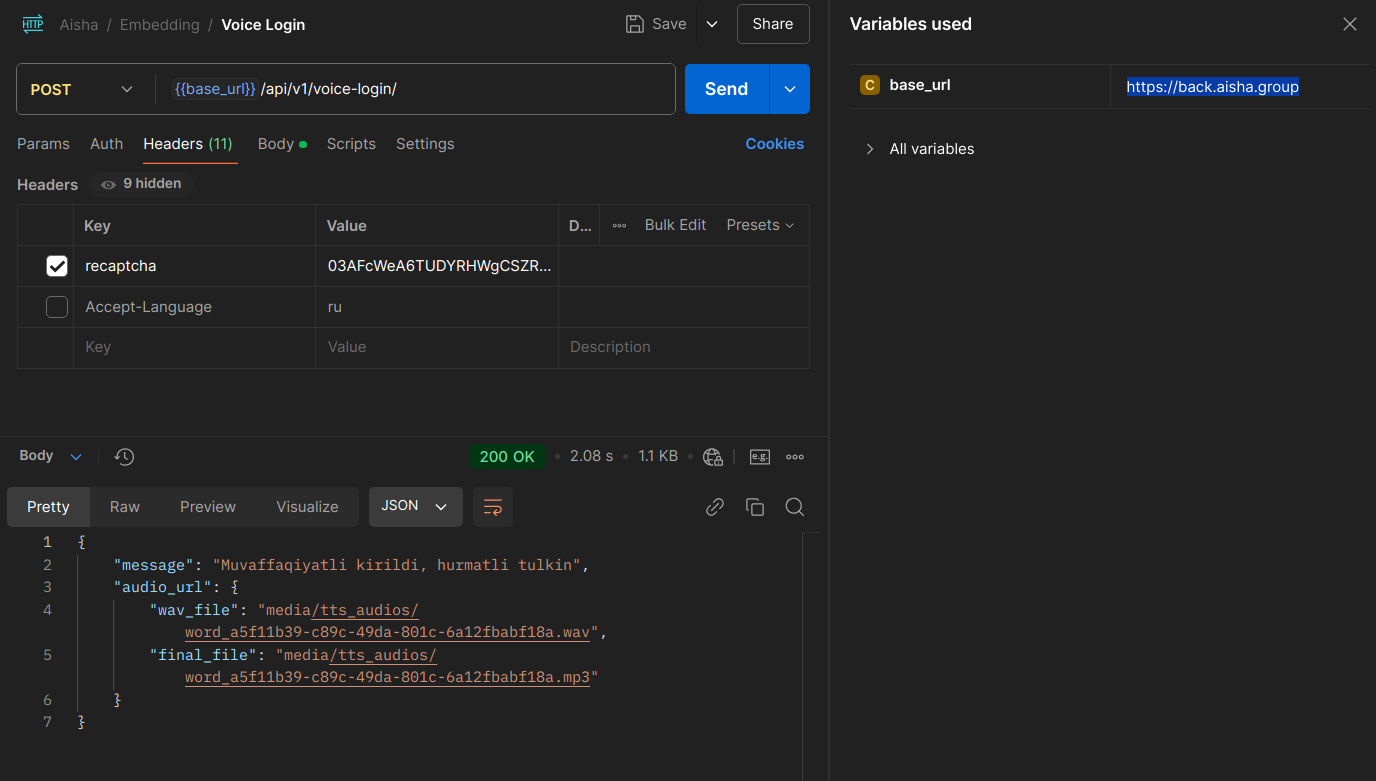 HTTP Aisha / Embedding / Voice Login Save Share
POST {{base_url}} /api/v1/voice-login/ Send
Params Auth Headers (11) Body Scripts Settings Cookies
Headers 9 hidden
Key Value D... Bulk Edit Presets
recaptcha 03AFcWeA6TUDYRHWgCSZR...
Accept-Language ru
Key Value Description
Body 200 OK 2.08 s 1.1 KB e.g.
Pretty Raw Preview Visualize JSON
1 {
2 "message": "Muvaffaqiyatli kirildi, hurmatli tulkin",
3 "audio_url": {
4 "wav_file": "media/tts_audios/
word_a5f11b39-c89c-49da-801c-6a12fbabf18a.wav",
5 "final_file": "media/tts_audios/
word_a5f11b39-c89c-49da-801c-6a12fbabf18a.mp3"
6 }
7 }
Variables used
C base_url https://back.aisha.group
All variables